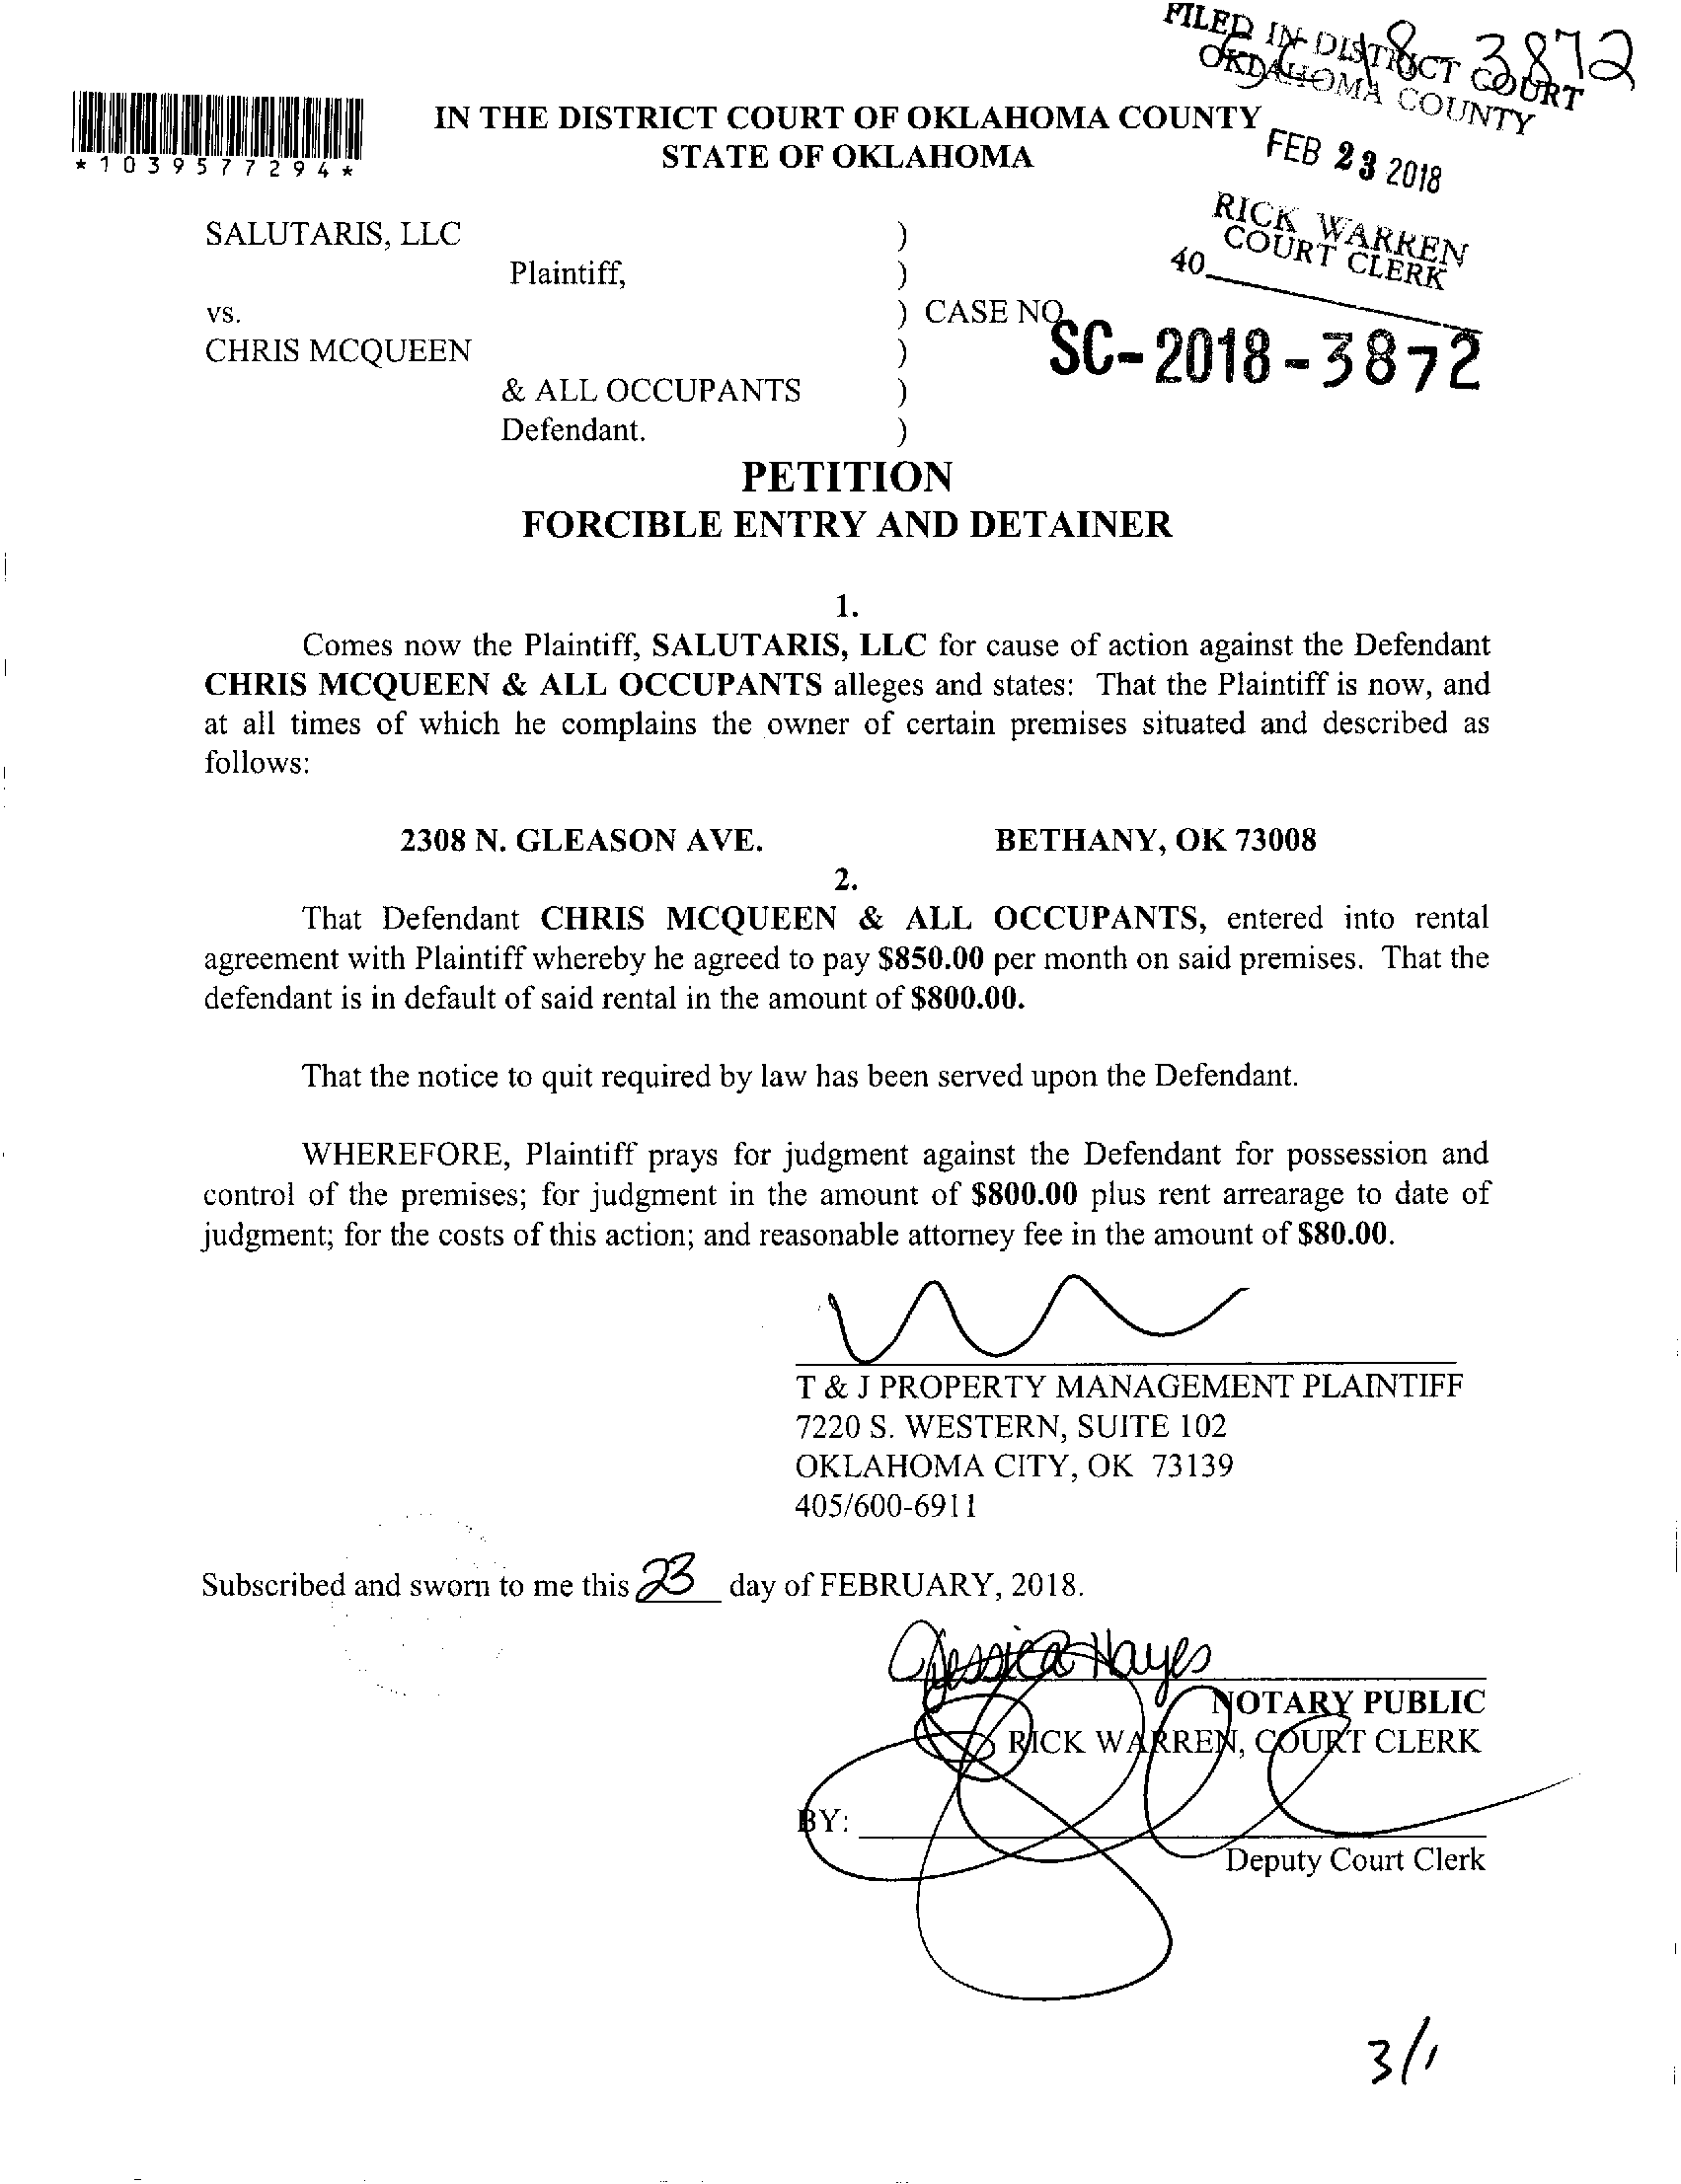 SC-18-3872
FILED IN DISTRICT COURT
OKLAHOMA COUNTY
FEB 23 2018
RICK WARREN
COURT CLERK
40
*1039577294*
IN THE DISTRICT COURT OF OKLAHOMA COUNTY
STATE OF OKLAHOMA
SALUTARIS, LLC )
Plaintiff, )
vs. ) CASE NO.
SC-2018-3872
CHRIS MCQUEEN )
& ALL OCCUPANTS )
Defendant. )
PETITION
FORCIBLE ENTRY AND DETAINER
1.
Comes now the Plaintiff, SALUTARIS, LLC for cause of action against the Defendant
CHRIS MCQUEEN & ALL OCCUPANTS alleges and states: That the Plaintiff is now, and
at all times of which he complains the owner of certain premises situated and described as
follows:
2308 N. GLEASON AVE. BETHANY, OK 73008
2.
That Defendant CHRIS MCQUEEN & ALL OCCUPANTS, entered into rental
agreement with Plaintiff whereby he agreed to pay $850.00 per month on said premises. That the
defendant is in default of said rental in the amount of $800.00.
That the notice to quit required by law has been served upon the Defendant.
WHEREFORE, Plaintiff prays for judgment against the Defendant for possession and
control of the premises; for judgment in the amount of $800.00 plus rent arrearage to date of
judgment; for the costs of this action; and reasonable attorney fee in the amount of $80.00.
T & J PROPERTY MANAGEMENT PLAINTIFF
7220 S. WESTERN, SUITE 102
OKLAHOMA CITY, OK 73139
405/600-6911
Subscribed and sworn to me this 23 day of FEBRUARY, 2018.
Jessica Hayes
NOTARY PUBLIC
RICK WARREN, COURT CLERK
BY:
Deputy Court Clerk
3/1